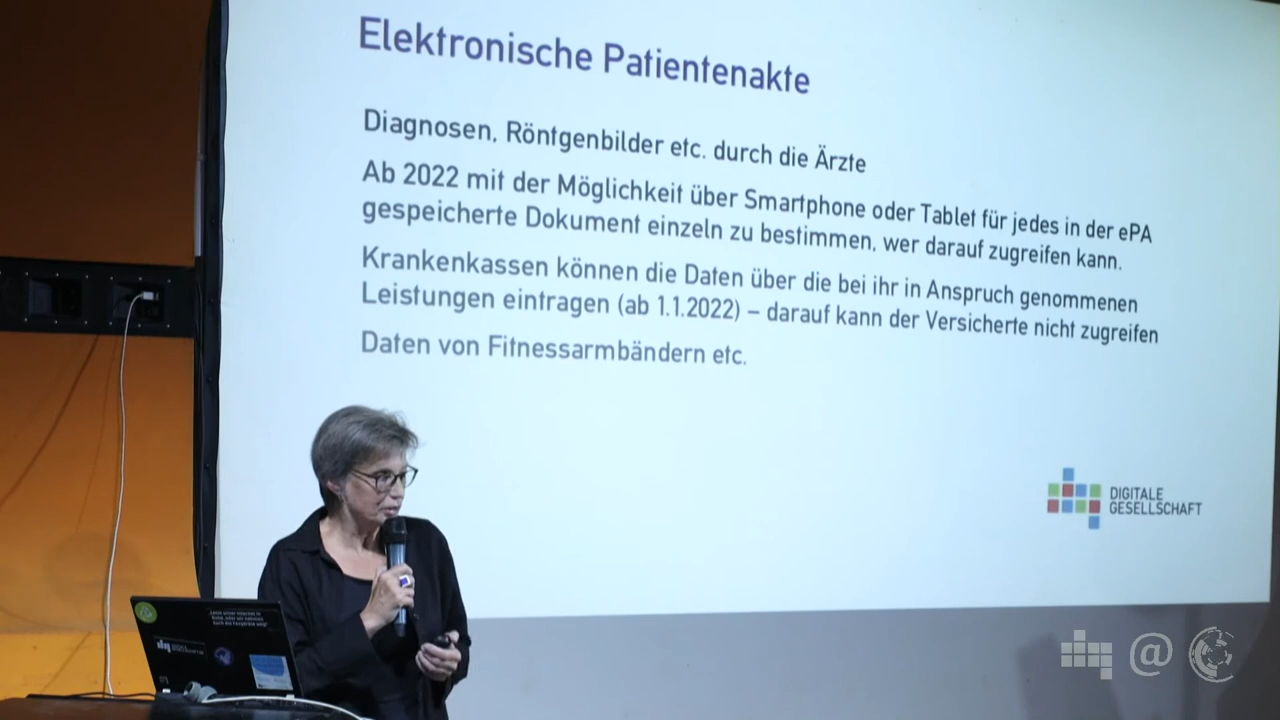 Elektronische Patientenakte
Diagnosen, Röntgenbilder etc. durch die Ärzte
Ab 2022 mit der Möglichkeit über Smartphone oder Tablet für jedes in der ePA
gespeicherte Dokument einzeln zu bestimmen, wer darauf zugreifen kann.
Krankenkassen können die Daten über die bei ihr in Anspruch genommenen
Leistungen eintragen (ab 1.1.2022) – darauf kann der Versicherte nicht zugreifen
Daten von Fitnessarmbändern etc.
DIGITALE
GESELLSCHAFT
@